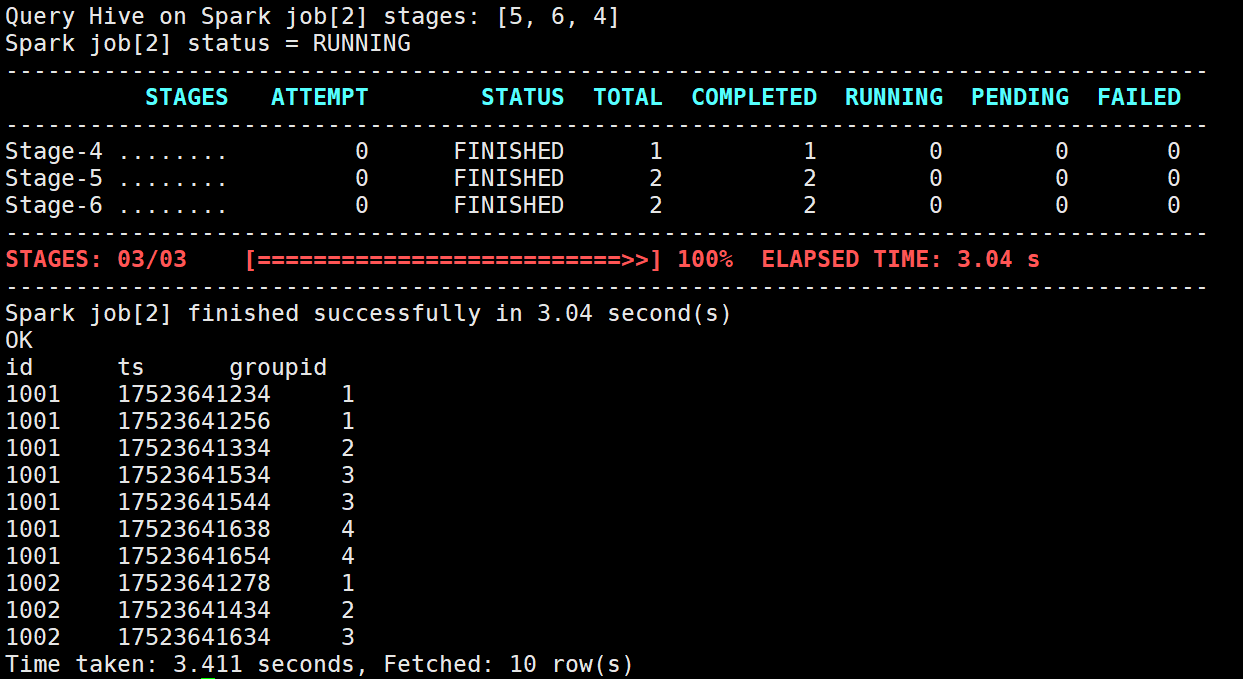 Query Hive on Spark job[2] stages: [5, 6, 4]
Spark job[2] status = RUNNING
--------------------------------------------------------------------------------------
STAGES   ATTEMPT        STATUS  TOTAL  COMPLETED  RUNNING  PENDING  FAILED
--------------------------------------------------------------------------------------
Stage-4 ........         0      FINISHED      1          1        0        0       0
Stage-5 ........         0      FINISHED      2          2        0        0       0
Stage-6 ........         0      FINISHED      2          2        0        0       0
--------------------------------------------------------------------------------------
STAGES: 03/03    [==========================>>] 100%  ELAPSED TIME: 3.04 s
--------------------------------------------------------------------------------------
Spark job[2] finished successfully in 3.04 second(s)
OK
id      ts      groupid
1001    17523641234     1
1001    17523641256     1
1001    17523641334     2
1001    17523641534     3
1001    17523641544     3
1001    17523641638     4
1001    17523641654     4
1002    17523641278     1
1002    17523641434     2
1002    17523641634     3
Time taken: 3.411 seconds, Fetched: 10 row(s)